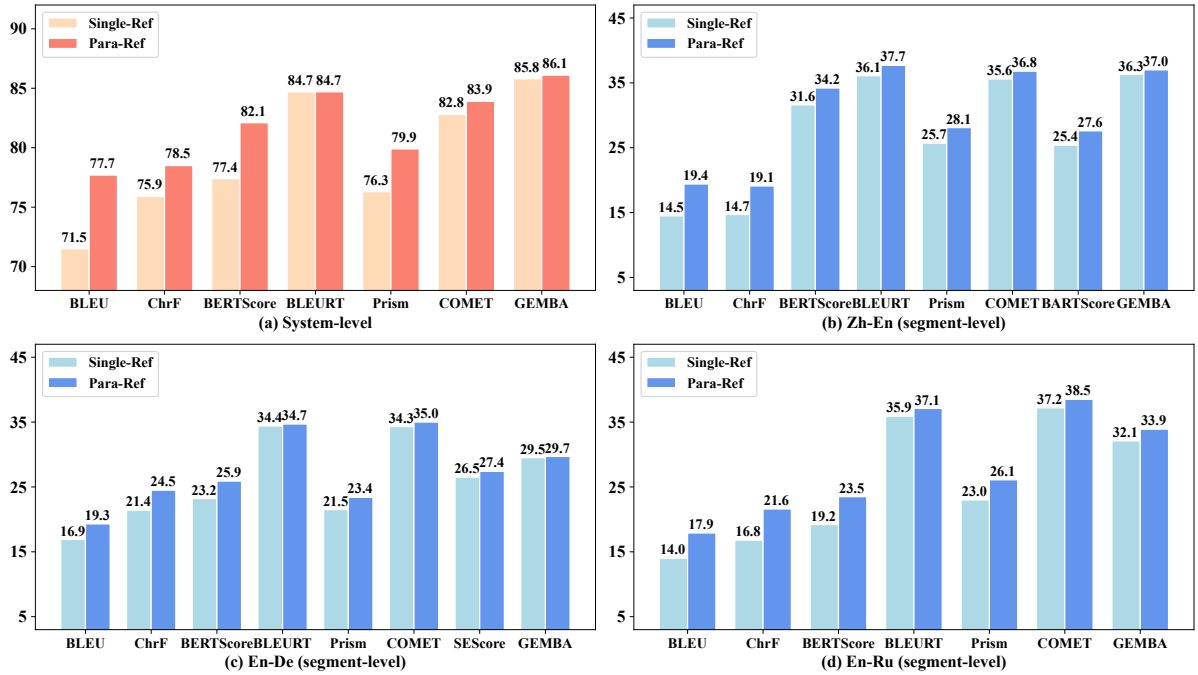 90
85
80
75
70
Single-Ref
Para-Ref
71.5 77.7 75.9 78.5 77.4 82.1 84.7 84.7 76.3 79.9 82.8 83.9 85.8 86.1
BLEU ChrF BERTScore BLEURT Prism COMET GEMBA
(a) System-level
45
35
25
15
5
Single-Ref
Para-Ref
14.5 19.4 14.7 19.1 31.6 34.2 36.1 37.7 25.7 28.1 35.6 36.8 25.4 27.6 36.3 37.0
BLEU ChrF BERTScore BLEURT Prism COMET BARTScore GEMBA
(b) Zh-En (segment-level)
45
35
25
15
5
Single-Ref
Para-Ref
16.9 19.3 21.4 24.5 23.2 25.9 34.4 34.7 21.5 23.4 34.3 35.0 26.5 27.4 29.5 29.7
BLEU ChrF BERTScore BLEURT Prism COMET SEScore GEMBA
(c) En-De (segment-level)
45
35
25
15
5
Single-Ref
Para-Ref
14.0 17.9 16.8 21.6 19.2 23.5 35.9 37.1 23.0 26.1 37.2 38.5 32.1 33.9
BLEU ChrF BERTScore BLEURT Prism COMET GEMBA
(d) En-Ru (segment-level)